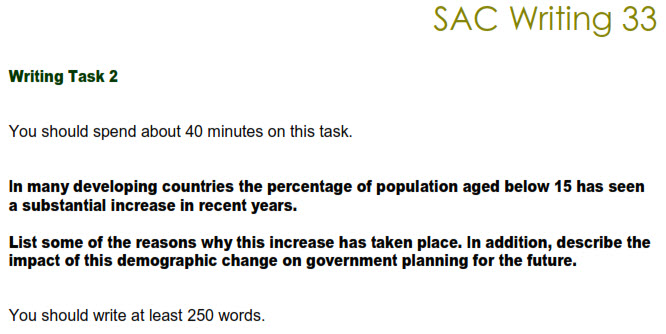 SAC Writing 33
Writing Task 2
You should spend about 40 minutes on this task.
In many developing countries the percentage of population aged below 15 has seen
a substantial increase in recent years.
List some of the reasons why this increase has taken place. In addition, describe the
impact of this demographic change on government planning for the future.
You should write at least 250 words.